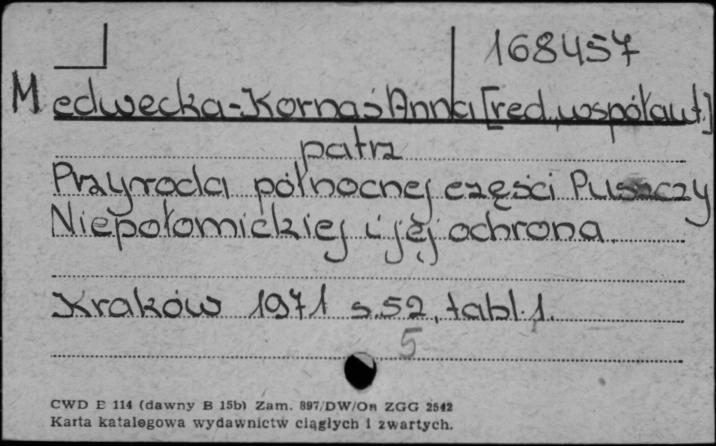 168457
Medwecka-Kornaś Anna [red., współaut.]
patrz
Przyroda północnej części Puszczy
Niepołomickiej i jej ochrona.
Kraków 1971 s.52, tabl.1.
5
CWD E 114 (dawny B 15b) Zam. 897/DW/On ZGG 2542
Karta katalogowa wydawnictw ciągłych i zwartych.